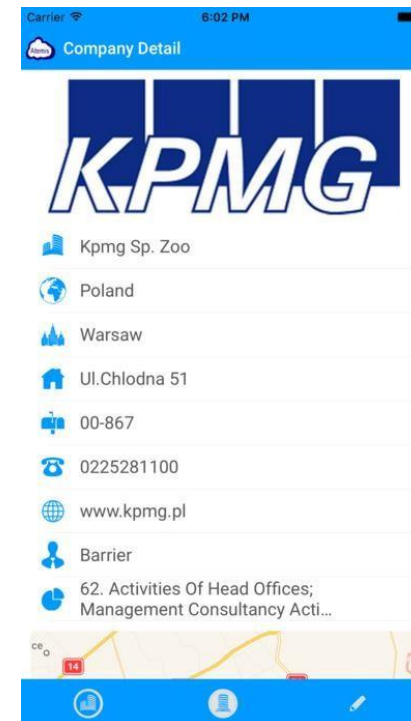 Carrier 6:02 PM
Company Detail
KPMG
Kpmg Sp. Zoo
Poland
Warsaw
Ul.Chlodna 51
00-867
0225281100
www.kpmg.pl
Barrier
62. Activities Of Head Offices;
Management Consultancy Acti...
ce
14